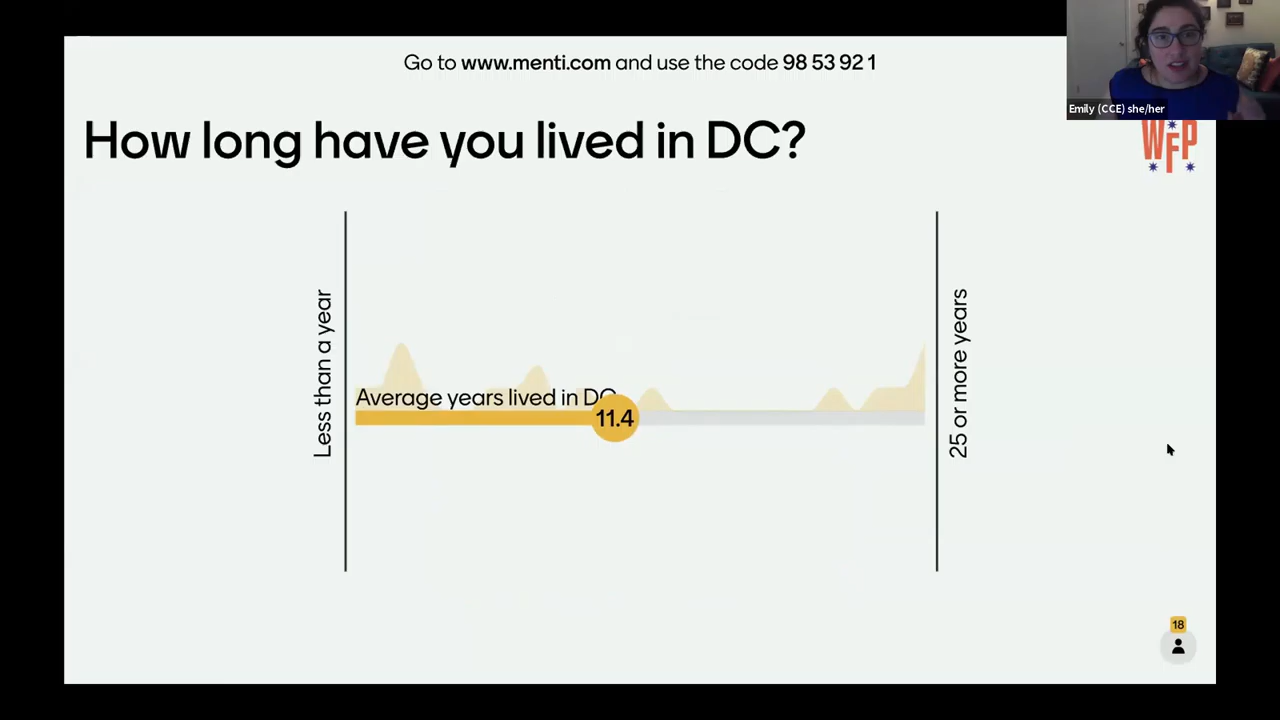 Go to www.menti.com and use the code 98 53 92 1
Emily (CCE) she/her
How long have you lived in DC?
WFP
Less than a year
Average years lived in DC
11.4
25 or more years
18